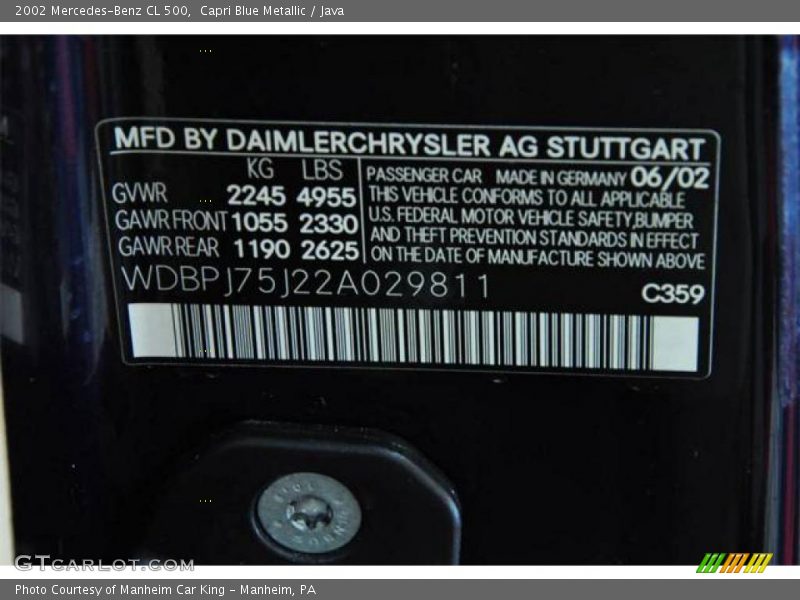 2002 Mercedes-Benz CL 500, Capri Blue Metallic / Java
MFD BY DAIMLERCHRYSLER AG STUTTGART
KG LBS
GVWR 2245 4955
GAWR FRONT 1055 2330
GAWR REAR 1190 2625
PASSENGER CAR MADE IN GERMANY 06/02
THIS VEHICLE CONFORMS TO ALL APPLICABLE
U.S. FEDERAL MOTOR VEHICLE SAFETY,BUMPER
AND THEFT PREVENTION STANDARDS IN EFFECT
ON THE DATE OF MANUFACTURE SHOWN ABOVE
WDBPJ75J22A029811
C359
GTCARLOT.COM
Photo Courtesy of Manheim Car King - Manheim, PA